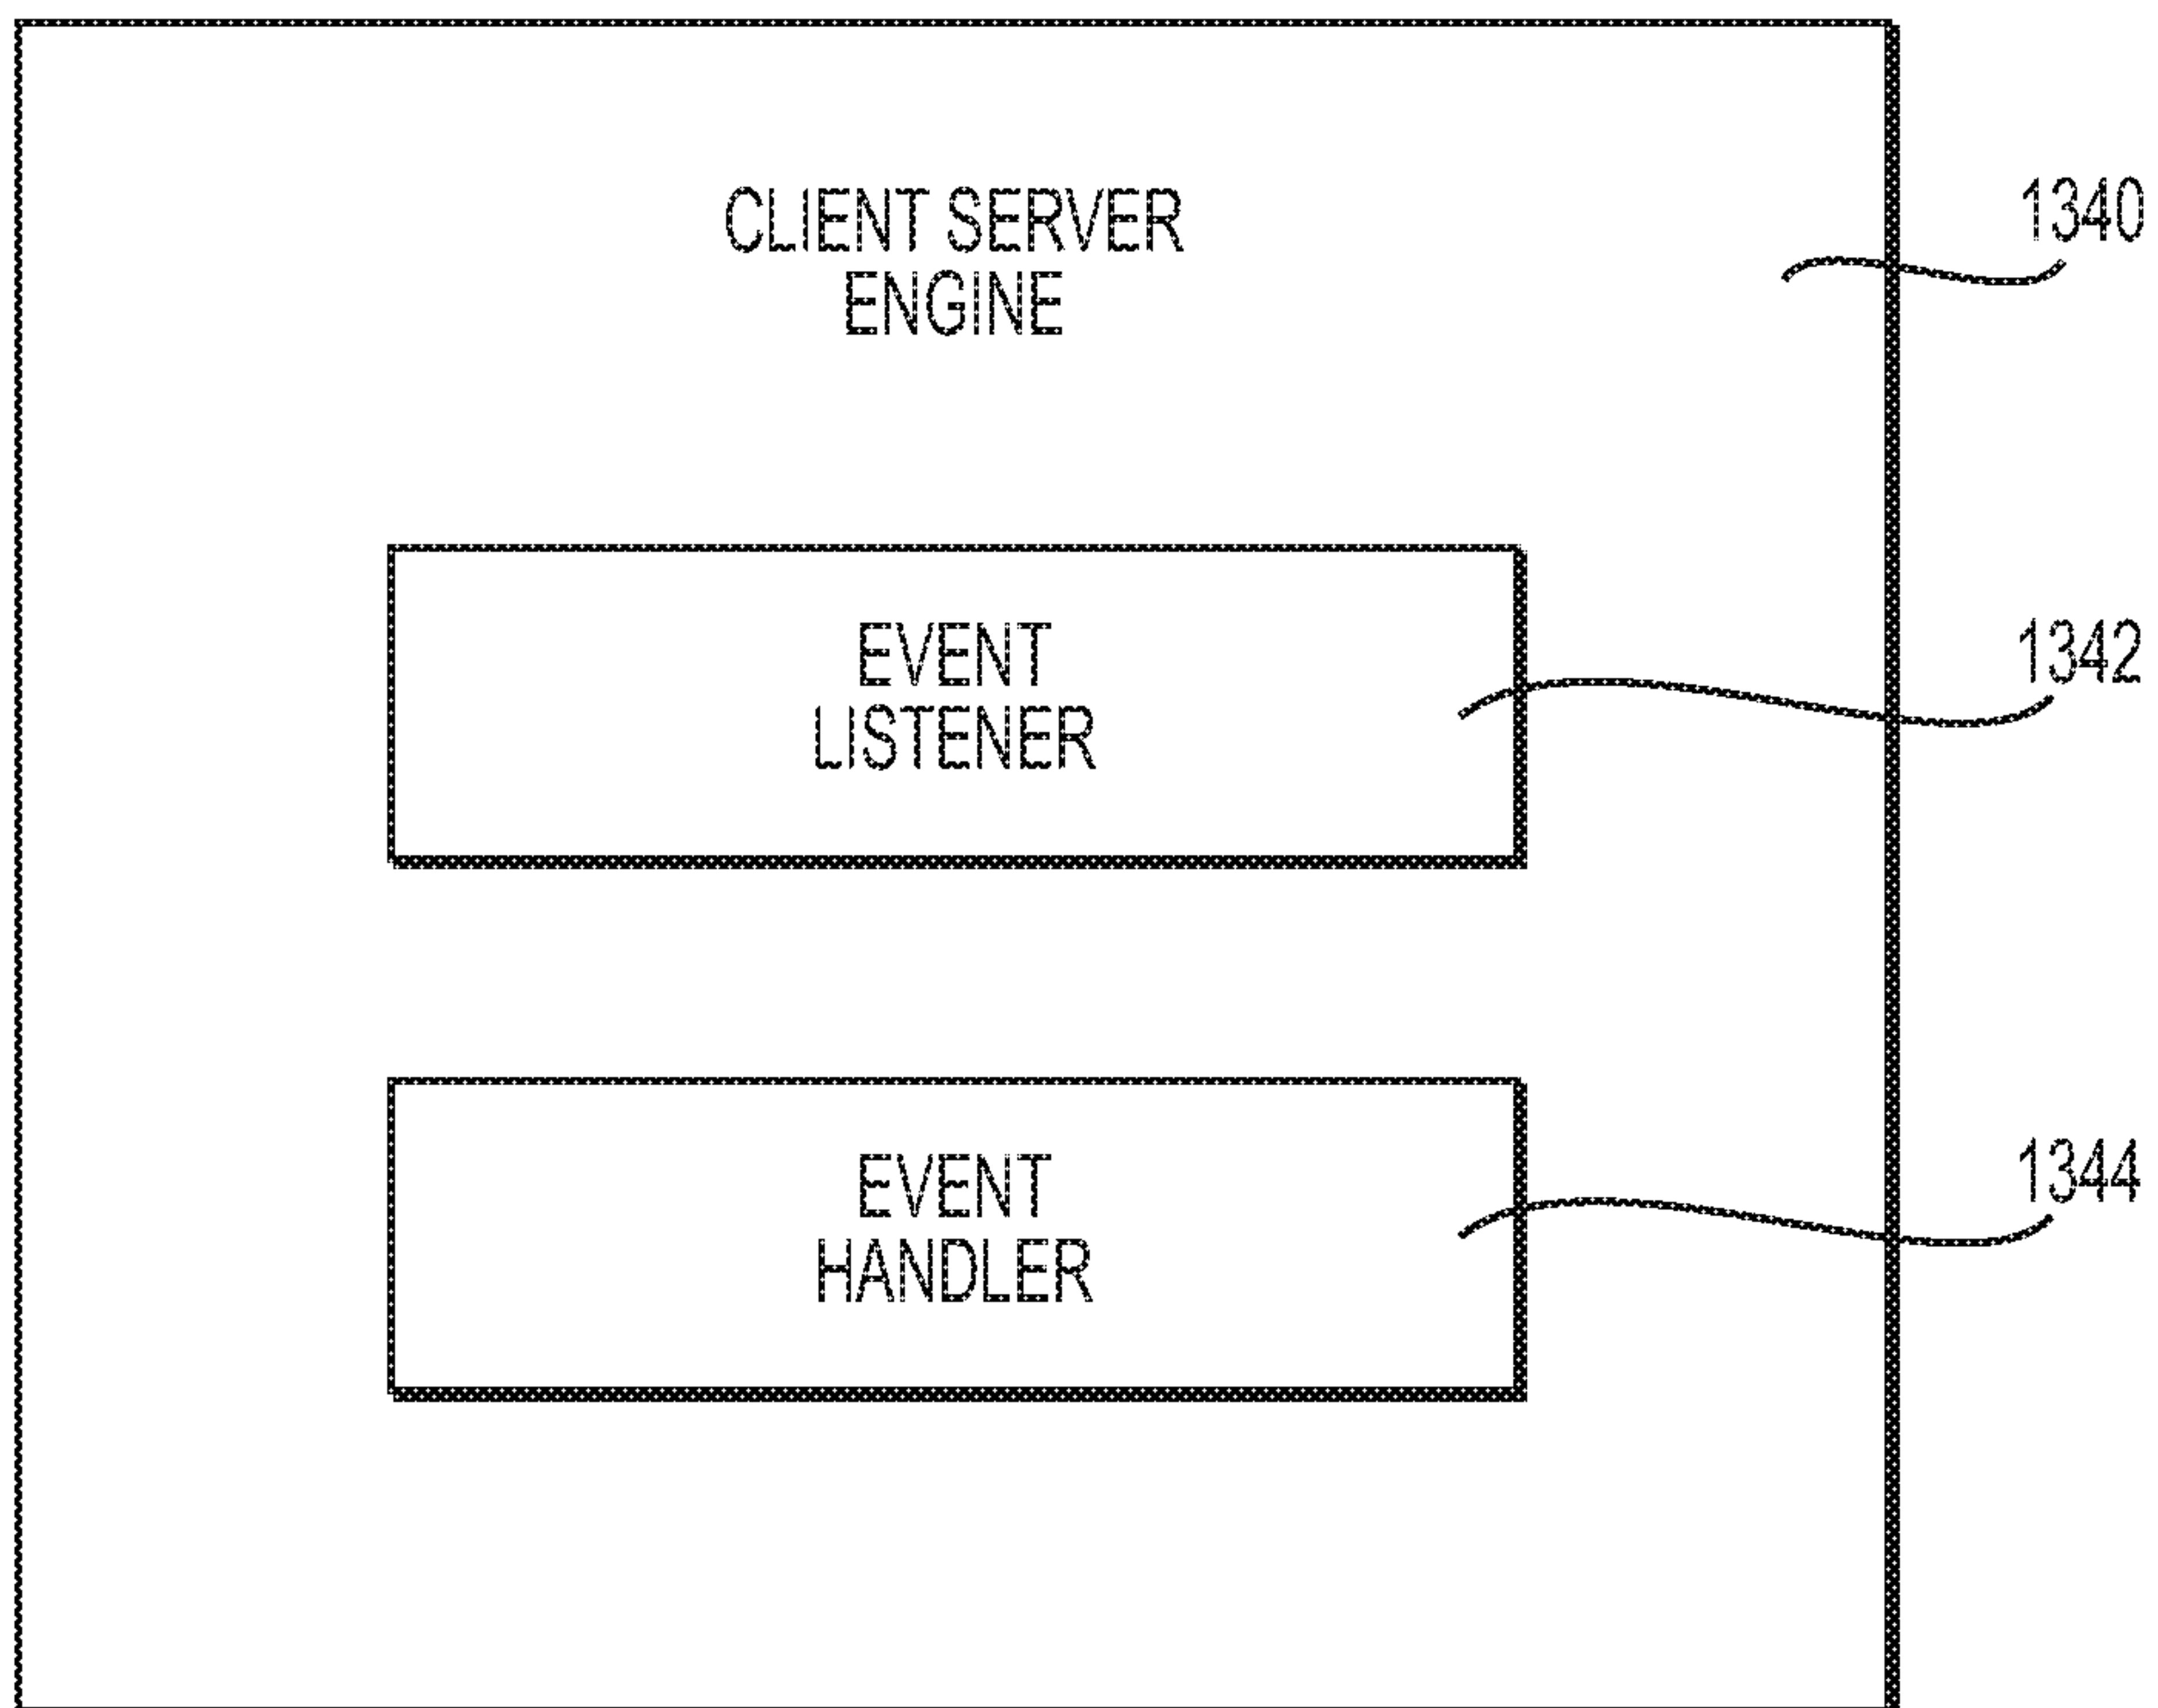 CLIENT SERVER
ENGINE
1340
EVENT
LISTENER
1342
EVENT
HANDLER
1344